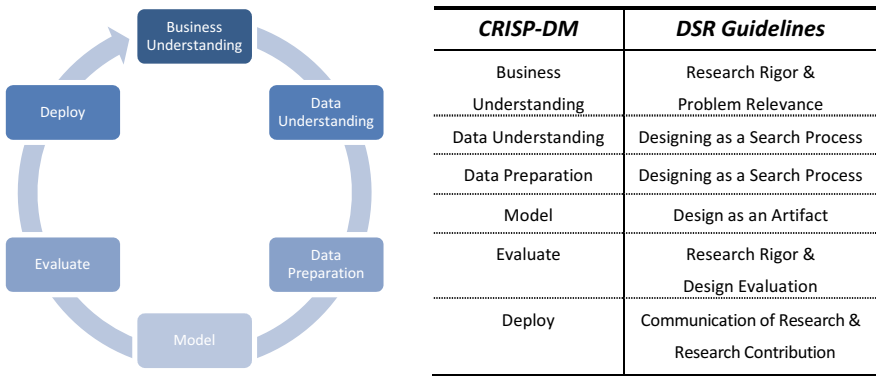 Business
Understanding
Data
Understanding
Data
Preparation
Model
Evaluate
Deploy
CRISP-DM DSR Guidelines
Business Research Rigor &
Understanding Problem Relevance
Data Understanding Designing as a Search Process
Data Preparation Designing as a Search Process
Model Design as an Artifact
Evaluate Research Rigor &
Design Evaluation
Deploy Communication of Research &
Research Contribution